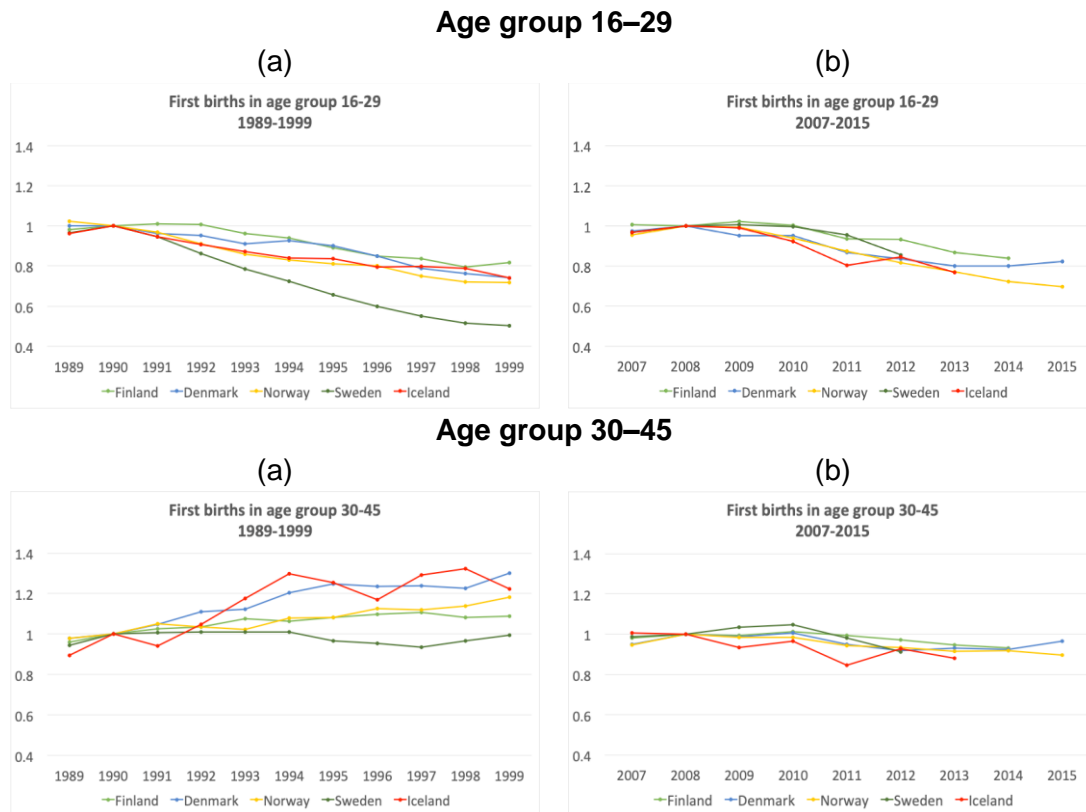 Age group 16–29
(a)
(b)
First births in age group 16-29
1989-1999
1.4
1.2
1
0.8
0.6
0.4
1989 1990 1991 1992 1993 1994 1995 1996 1997 1998 1999
Finland Denmark Norway Sweden Iceland
First births in age group 16-29
2007-2015
1.4
1.2
1
0.8
0.6
0.4
2007 2008 2009 2010 2011 2012 2013 2014 2015
Finland Denmark Norway Sweden Iceland
Age group 30–45
(a)
(b)
First births in age group 30-45
1989-1999
1.4
1.2
1
0.8
0.6
0.4
1989 1990 1991 1992 1993 1994 1995 1996 1997 1998 1999
Finland Denmark Norway Sweden Iceland
First births in age group 30-45
2007-2015
1.4
1.2
1
0.8
0.6
0.4
2007 2008 2009 2010 2011 2012 2013 2014 2015
Finland Denmark Norway Sweden Iceland